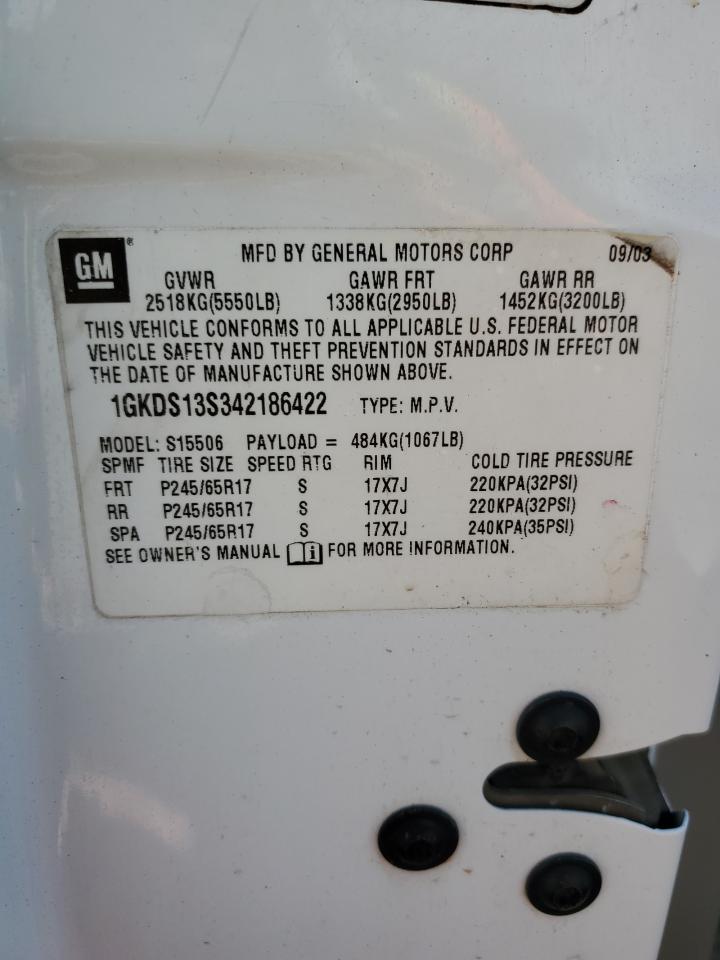 GM®
MFD BY GENERAL MOTORS CORP 09/03
GVWR GAWR FRT GAWR RR
2518KG(5550LB) 1338KG(2950LB) 1452KG(3200LB)
THIS VEHICLE CONFORMS TO ALL APPLICABLE U.S. FEDERAL MOTOR
VEHICLE SAFETY AND THEFT PREVENTION STANDARDS IN EFFECT ON
THE DATE OF MANUFACTURE SHOWN ABOVE.
1GKDS13S342186422 TYPE: M.P.V.
MODEL: S15506 PAYLOAD = 484KG(1067LB)
SPMF TIRE SIZE SPEED RTG RIM COLD TIRE PRESSURE
FRT P245/65R17 S 17X7J 220KPA(32PSI)
RR P245/65R17 S 17X7J 220KPA(32PSI)
SPA P245/65R17 S 17X7J 240KPA(35PSI)
SEE OWNER'S MANUAL i FOR MORE INFORMATION.